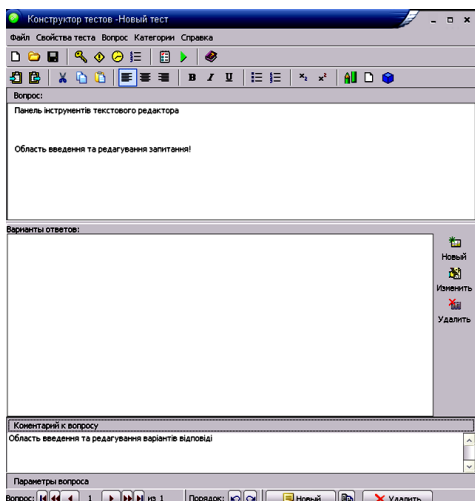 Конструктор тестов -Новый тест
Файл Свойства теста Вопрос Категории Справка
B I U
Вопрос:
Панель інструментів текстового редактора
Область введення та редагування запитання!
Варианты ответов:
Новый
Изменить
Удалить
Коментарий к вопросу
Область введення та редагування варіантів відповіді
Параметры вопроса
Вопрос: 1 из 1 Порядок: Новый Удалить